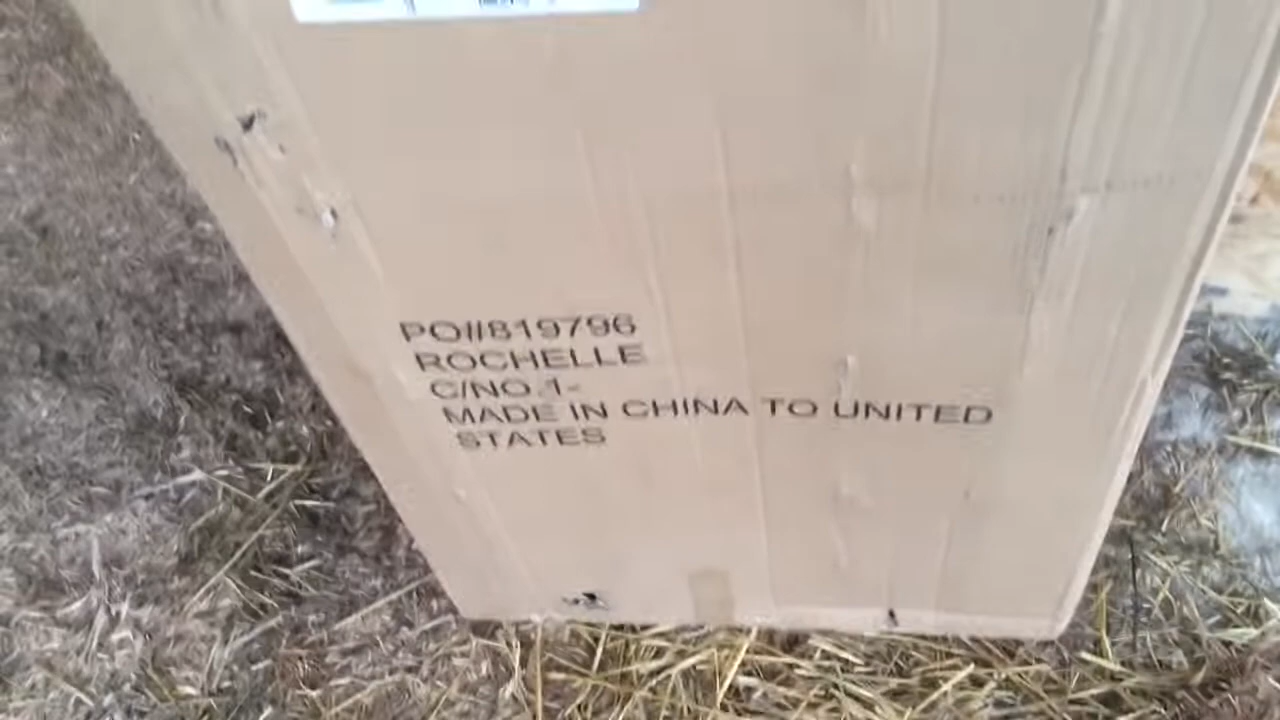 PO#819796
ROCHELLE
C/NO.1-
MADE IN CHINA TO UNITED
STATES